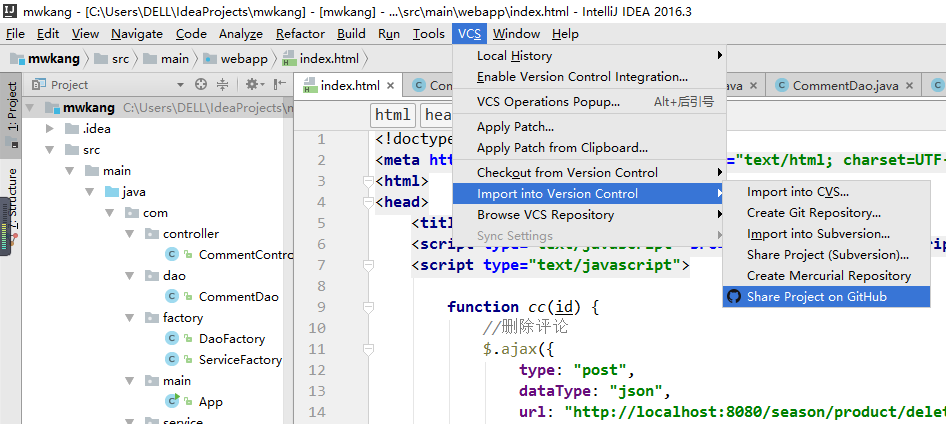 mwkang - [C:\Users\DELL\IdeaProjects\mwkang] - [mwkang] - ...\src\main\webapp\index.html - IntelliJ IDEA 2016.3
File Edit View Navigate Code Analyze Refactor Build Run Tools VCS Window Help
mwkang src main webapp index.html
Project
index.html
Co
ava
CommentDao.java
1: Project
Structure
mwkang C:\Users\DELL\IdeaProjects\m
.idea
src
main
java
com
controller
CommentContro
dao
CommentDao
factory
DaoFactory
ServiceFactory
main
App
service
Local History
Enable Version Control Integration...
VCS Operations Popup... Alt+后引号
Apply Patch...
Apply Patch from Clipboard...
Checkout from Version Control
Import into Version Control
Browse VCS Repository
Sync Settings
Import into CVS...
Create Git Repository...
Import into Subversion...
Share Project (Subversion)...
Create Mercurial Repository
Share Project on GitHub
html hea
1 <!doctype
2 <meta ht ="text/html; charset=UTF-
3 <html>
4 <head>
5 <titl
6 <script type="text/javascript" src
7 <script type="text/javascript">
8
9 function cc(id) {
10 //删除评论
11 $.ajax({
12 type: "post",
13 dataType: "json",
14 url: "http://localhost:8080/season/product/delet